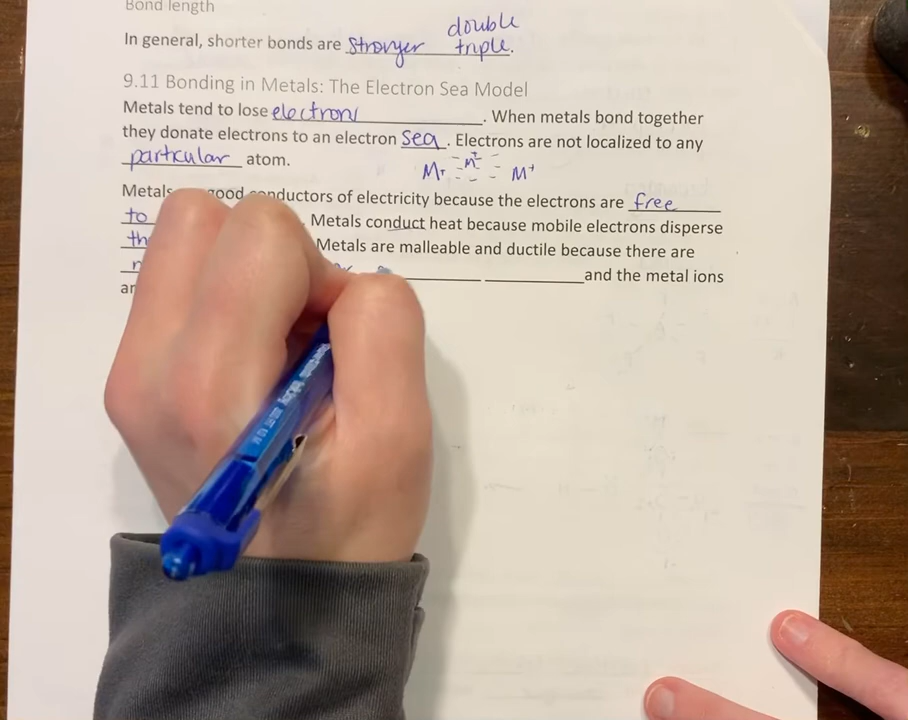 Bond length
double
In general, shorter bonds are stronger triple.
9.11 Bonding in Metals: The Electron Sea Model
Metals tend to lose electron. When metals bond together
they donate electrons to an electron sea. Electrons are not localized to any
particular atom.
M+ M+ M+
Metals good conductors of electricity because the electrons are free
to Metals conduct heat because mobile electrons disperse
th Metals are malleable and ductile because there are
and the metal ions